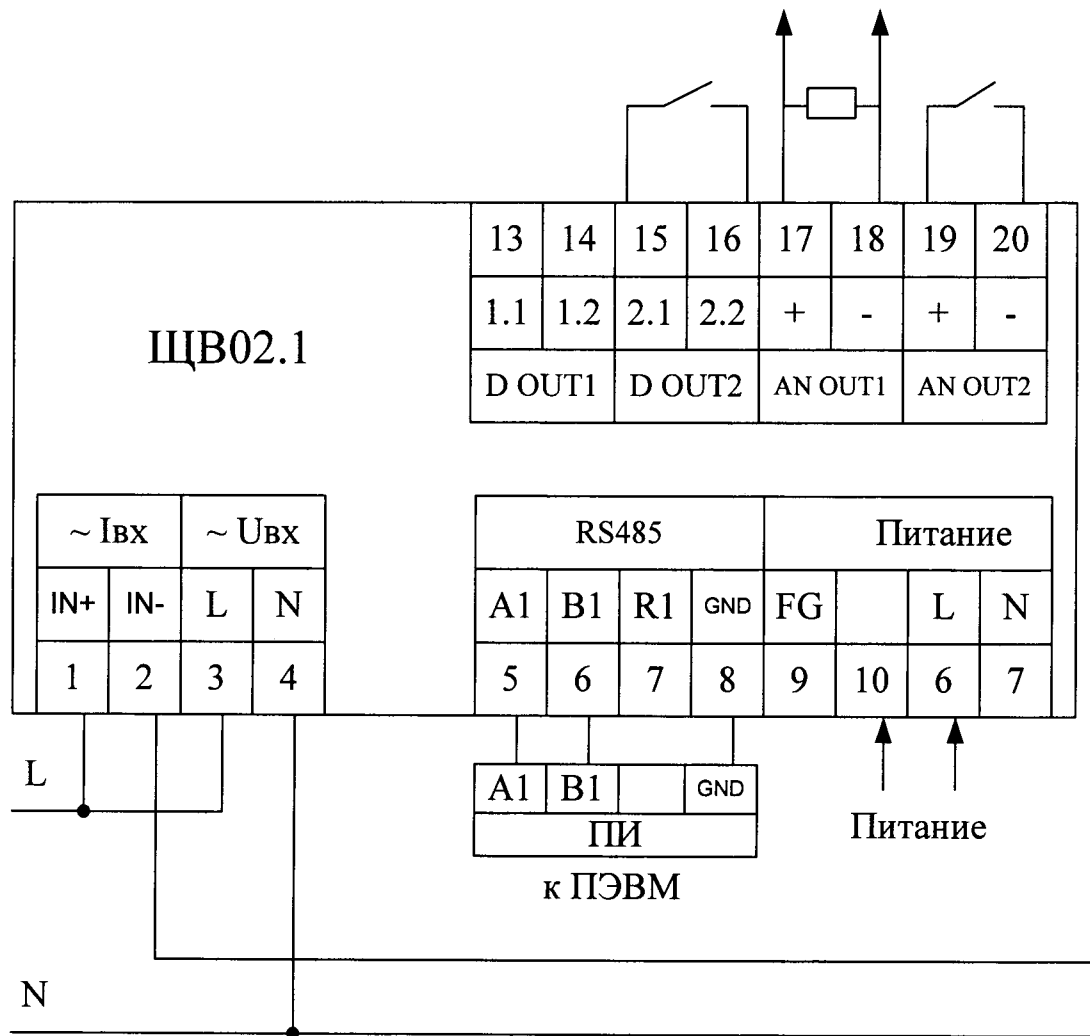 13 14 15 16 17 18 19 20
1.1 1.2 2.1 2.2 + - + -
D OUT1 D OUT2 AN OUT1 AN OUT2
ЩВ02.1
~ Iвх ~ Uвх
IN+ IN- L N
1 2 3 4
RS485 Питание
A1 B1 R1 GND FG L N
5 6 7 8 9 10 6 7
L
A1 B1 GND
ПИ
к ПЭВМ
Питание
N